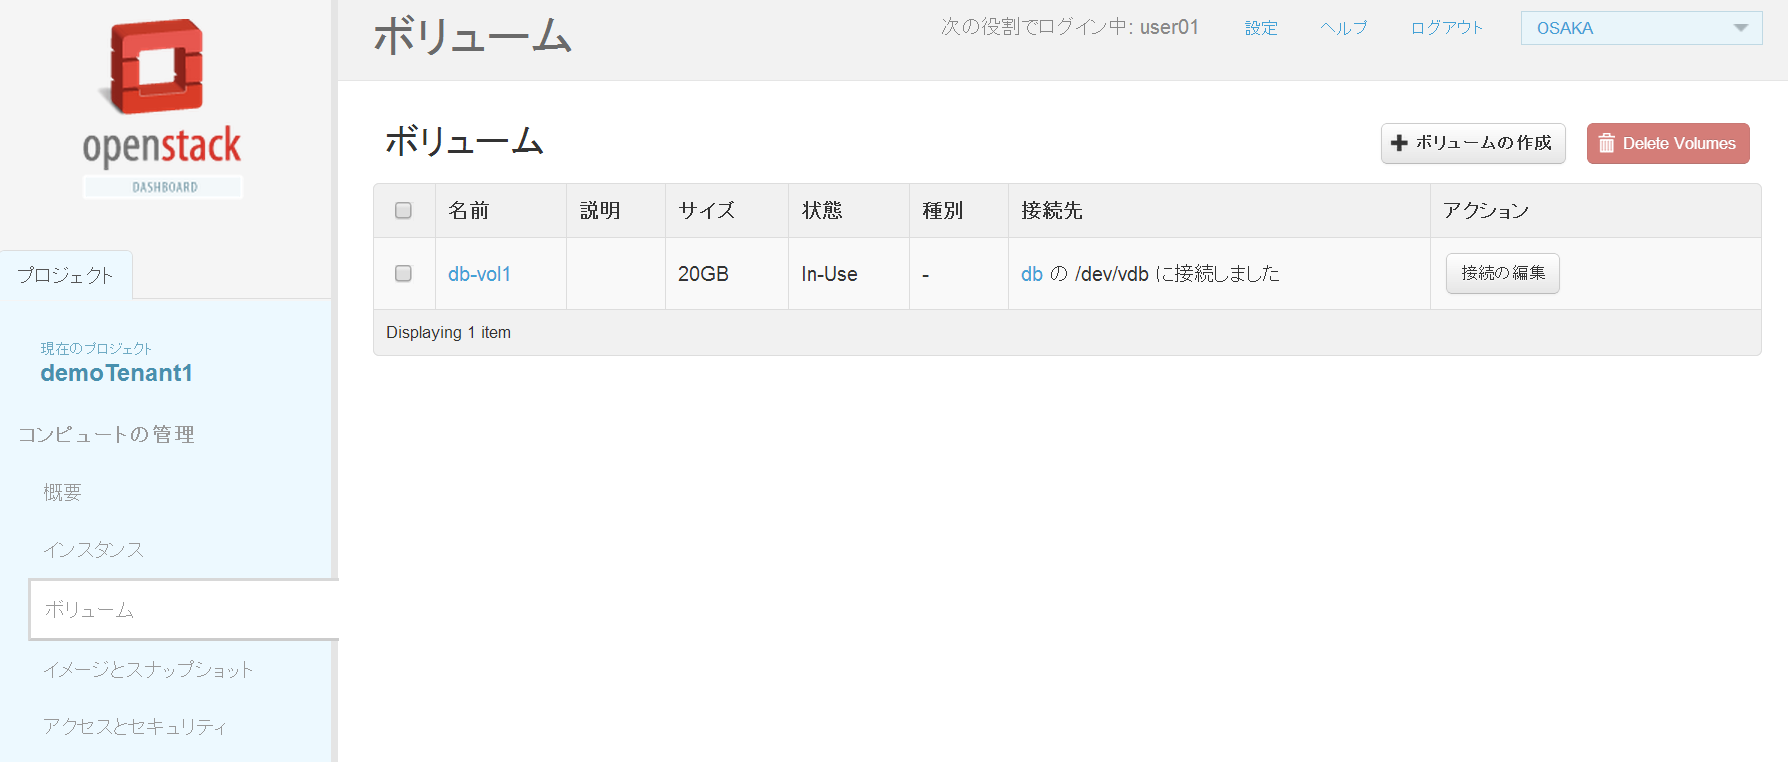 openstack
DASHBOARD
プロジェクト
現在のプロジェクト
demoTenant1
コンピュートの管理
概要
インスタンス
ボリューム
イメージとスナップショット
アクセスとセキュリティ
ボリューム
次の役割でログイン中: user01 設定 ヘルプ ログアウト OSAKA
ボリューム
ボリュームの作成 Delete Volumes
名前 説明 サイズ 状態 種別 接続先 アクション
db-vol1 20GB In-Use - db の /dev/vdb に接続しました 接続の編集
Displaying 1 item